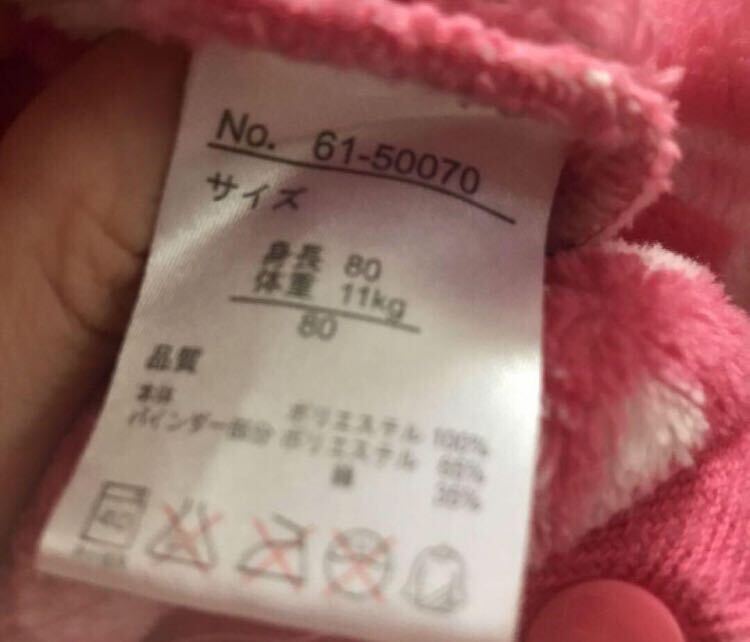 No. 61-50070
サイズ
身長 80
体重 11kg
80
品質
本体 ポリエステル 100%
バインダー部分 ポリエステル
綿
40